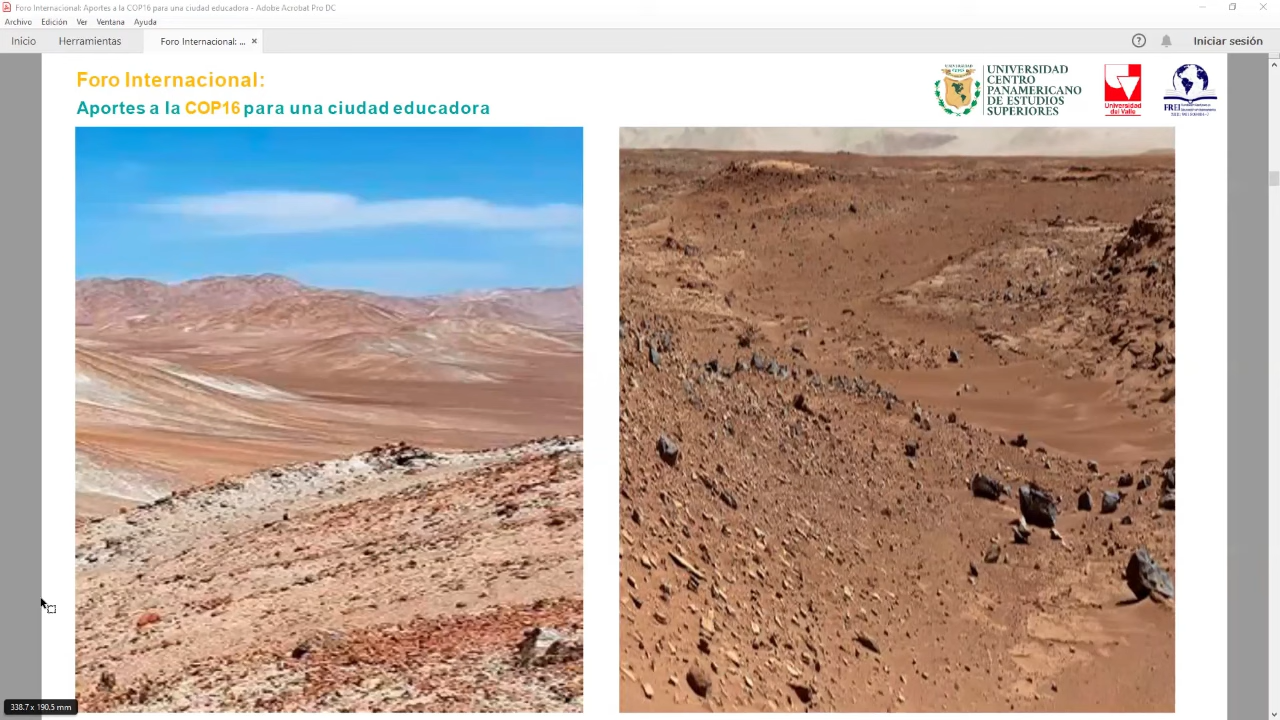 Foro Internacional: Aportes a la COP16 para una ciudad educadora - Adobe Acrobat Pro DC
Archivo Edición Ver Ventana Ayuda
Inicio Herramientas Foro Internacional: ... × Iniciar sesión
Foro Internacional:
Aportes a la COP16 para una ciudad educadora
UNIVERSIDAD
CENTRO
PANAMERICANO
DE ESTUDIOS
SUPERIORES
Universidad
del Valle
FREI
338.7 x 190.5 mm